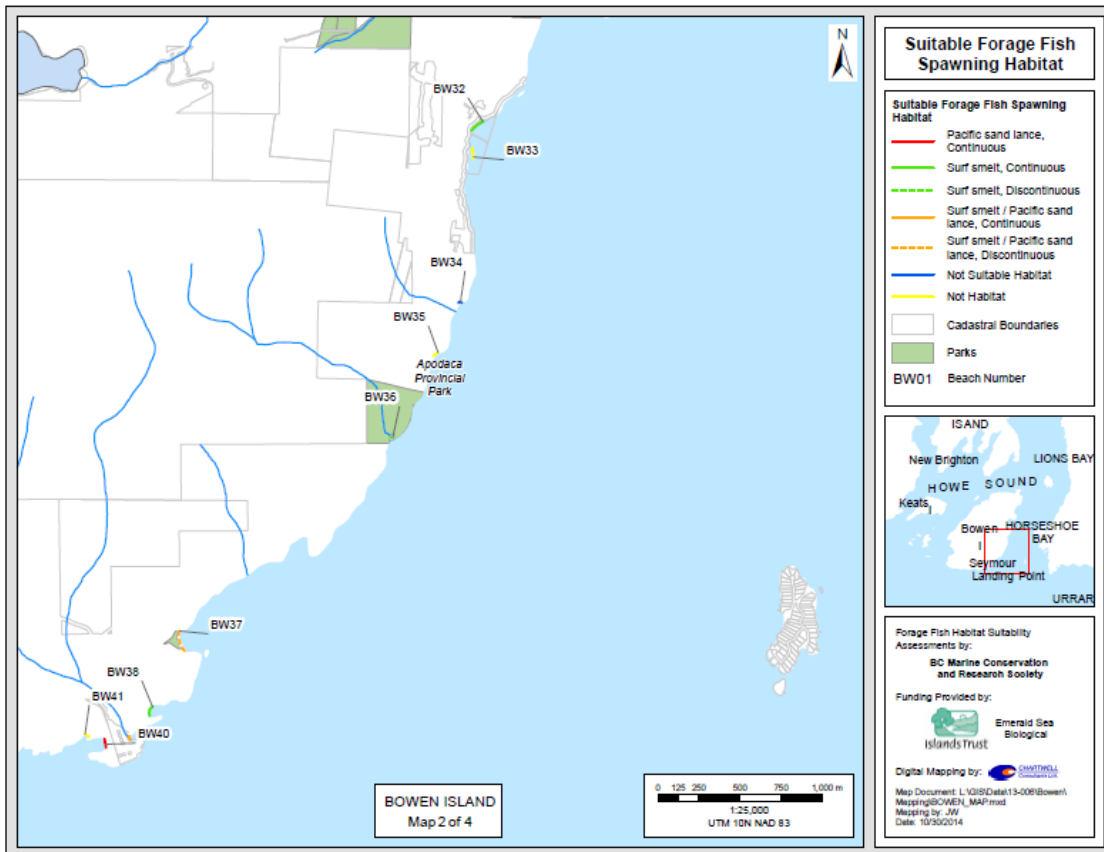 N
BW32
BW33
BW34
BW35
Apodaca
Provincial
Park
BW36
BW37
BW38
BW41
BW40
BOWEN ISLAND
Map 2 of 4
0 125 250 500 750 1,000 m
1:25,000
UTM 10N NAD 83
Suitable Forage Fish
Spawning Habitat
Suitable Forage Fish Spawning
Habitat
Pacific sand lance,
Continuous
Surf smelt, Continuous
Surf smelt, Discontinuous
Surf smelt / Pacific sand
lance, Continuous
Surf smelt / Pacific sand
lance, Discontinuous
Not Suitable Habitat
Not Habitat
Cadastral Boundaries
Parks
BW01 Beach Number
ISAND
New Brighton
LIONS BAY
HOWE SOUND
Keats
Bowen
HORSESHOE
BAY
Seymour
Landing Point
URRAR
Forage Fish Habitat Suitability
Assessments by:
BC Marine Conservation
and Research Society
Funding Provided by:
Islands Trust
Emerald Sea
Biological
Digital Mapping by:
CHARTWELL
Consultants Ltd.
Map Document: L:\GIS\Data\13-006\Bowen\
Mapping\BOWEN_MAP.mxd
Mapping by: JW
Date: 10/30/2014